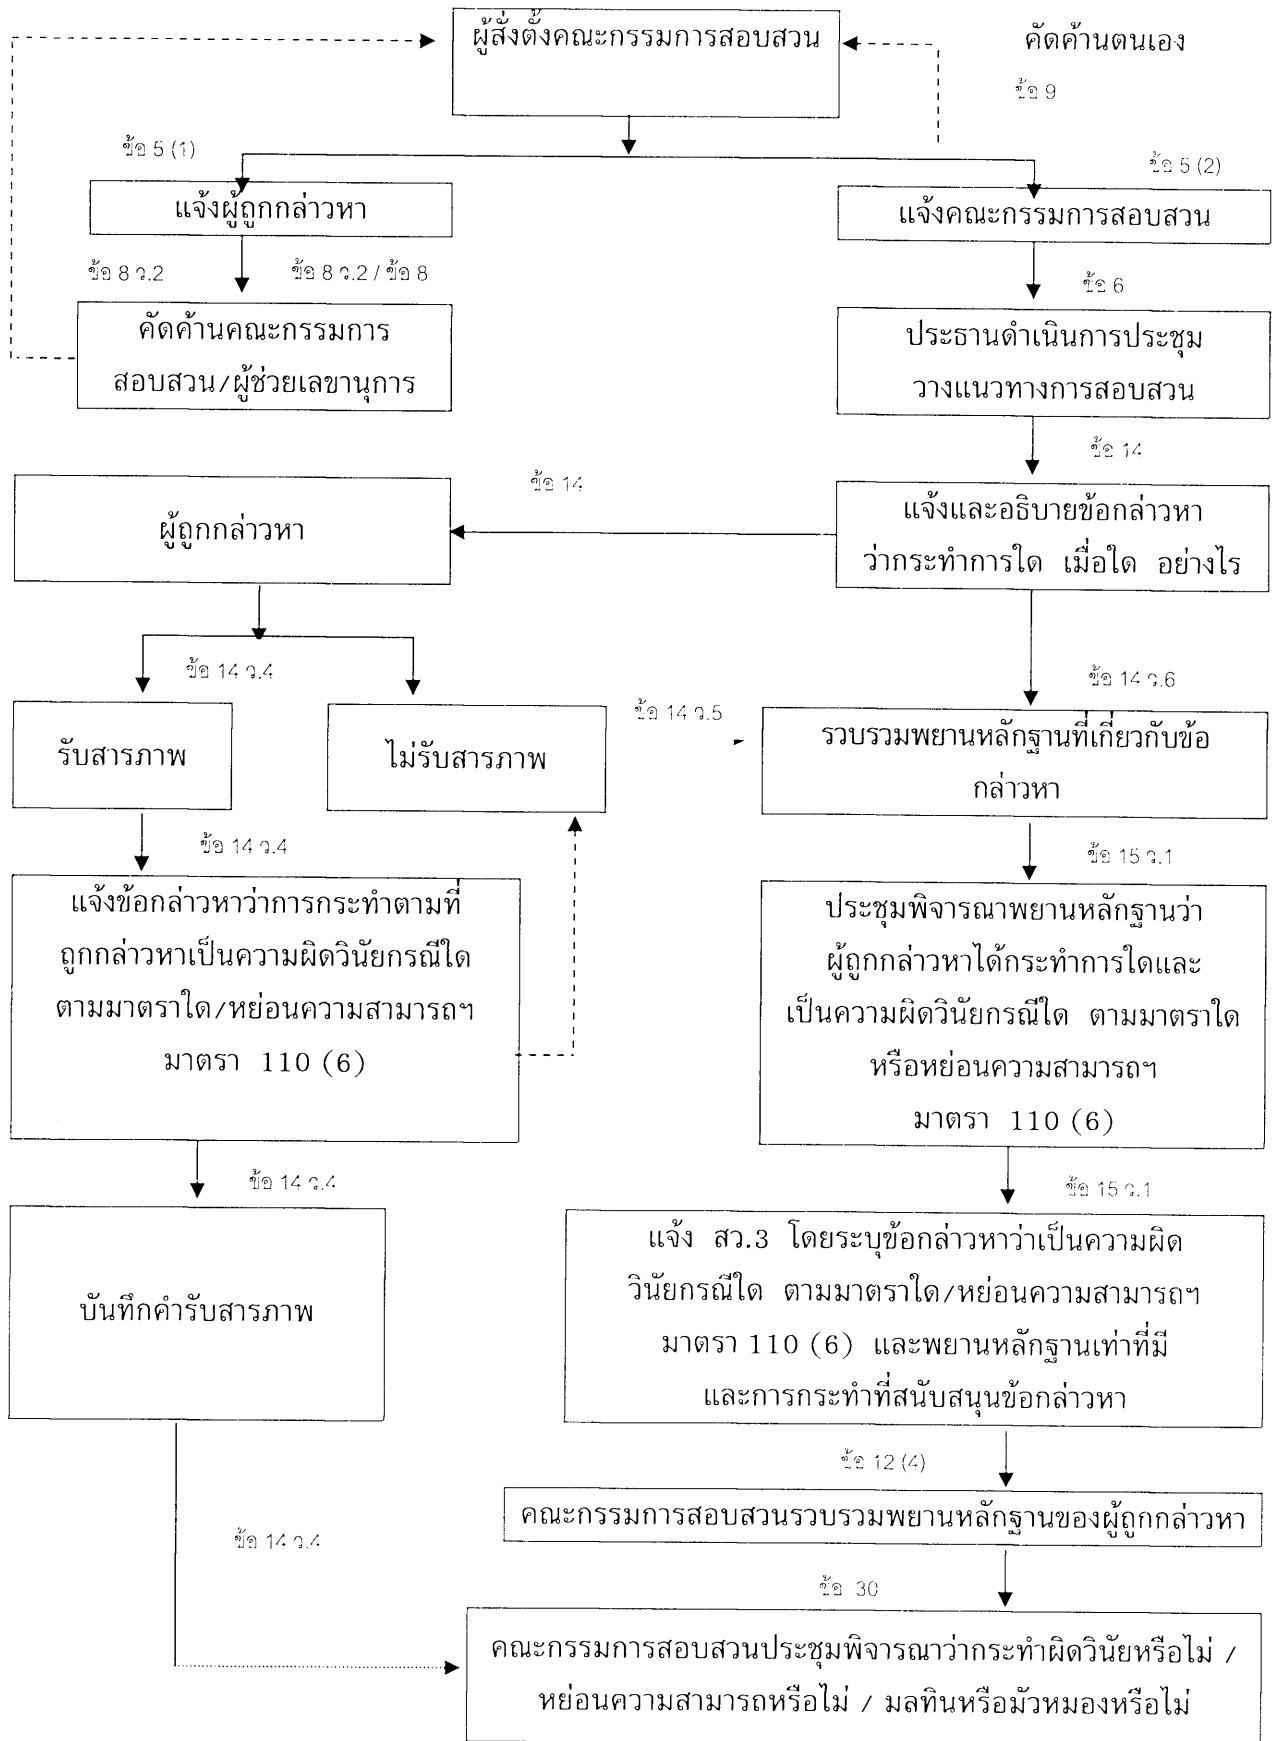 ผู้สั่งตั้งคณะกรรมการสอบสวน
คัดค้านตนเอง
ข้อ 9
ข้อ 5 (1)
ข้อ 5 (2)
แจ้งผู้ถูกกล่าวหา
แจ้งคณะกรรมการสอบสวน
ข้อ 8 ว.2
ข้อ 8 ว.2 / ข้อ 8
ข้อ 6
คัดค้านคณะกรรมการ
สอบสวน/ผู้ช่วยเลขานุการ
ประธานดำเนินการประชุม
วางแนวทางการสอบสวน
ข้อ 14
ข้อ 14
ผู้ถูกกล่าวหา
แจ้งและอธิบายข้อกล่าวหา
ว่ากระทำการใด เมื่อใด อย่างไร
ข้อ 14 ว.4
ข้อ 14 ว.6
ข้อ 14 ว.5
รับสารภาพ
ไม่รับสารภาพ
รวบรวมพยานหลักฐานที่เกี่ยวกับข้อ
กล่าวหา
ข้อ 14 ว.4
ข้อ 15 ว.1
แจ้งข้อกล่าวหาว่าการกระทำตามที่
ถูกกล่าวหาเป็นความผิดวินัยกรณีใด
ตามมาตราใด/หย่อนความสามารถฯ
มาตรา 110 (6)
ประชุมพิจารณาพยานหลักฐานว่า
ผู้ถูกกล่าวหาได้กระทำการใดและ
เป็นความผิดวินัยกรณีใด ตามมาตราใด
หรือหย่อนความสามารถฯ
มาตรา 110 (6)
ข้อ 14 ว.4
ข้อ 15 ว.1
บันทึกคำรับสารภาพ
แจ้ง สว.3 โดยระบุข้อกล่าวหาว่าเป็นความผิด
วินัยกรณีใด ตามมาตราใด/หย่อนความสามารถฯ
มาตรา 110 (6) และพยานหลักฐานเท่าที่มี
และการกระทำที่สนับสนุนข้อกล่าวหา
ข้อ 12 (4)
คณะกรรมการสอบสวนรวบรวมพยานหลักฐานของผู้ถูกกล่าวหา
ข้อ 14 ว.4
ข้อ 30
คณะกรรมการสอบสวนประชุมพิจารณาว่ากระทำผิดวินัยหรือไม่ /
หย่อนความสามารถหรือไม่ / มลทินหรือมัวหมองหรือไม่